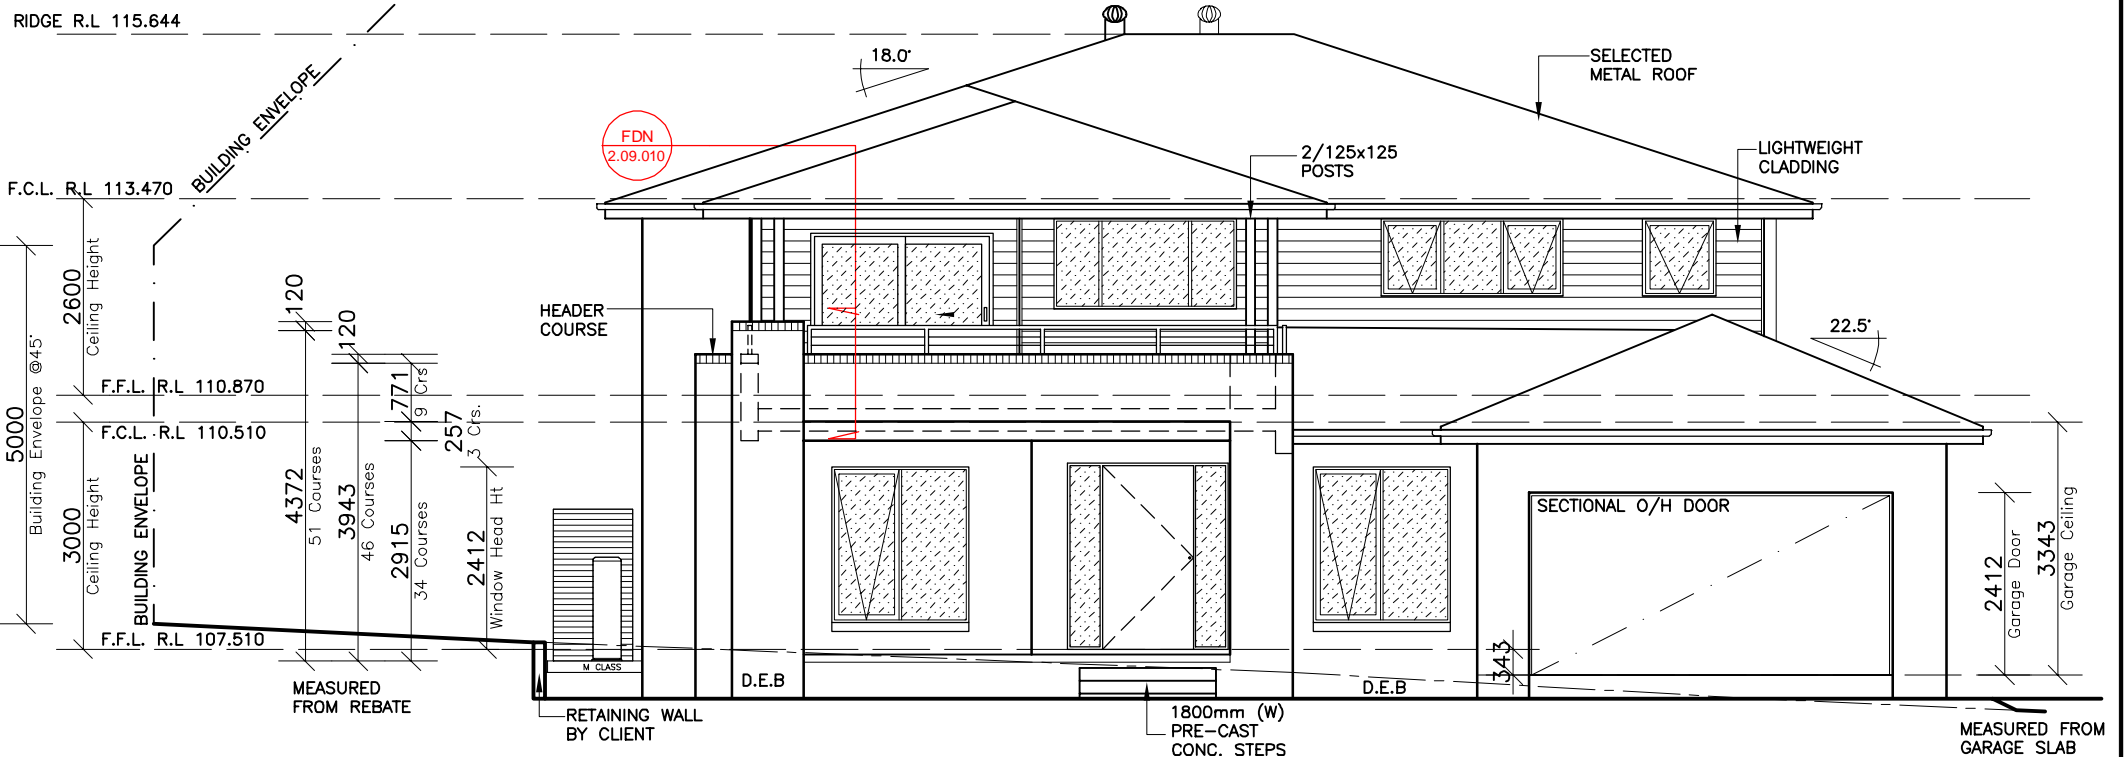 RIDGE R.L 115.644
BUILDING ENVELOPE
18.0°
SELECTED
METAL ROOF
FDN
2.09.010
2/125x125
POSTS
LIGHTWEIGHT
CLADDING
F.C.L. R.L 113.470
5000
Building Envelope @45°
2600
Ceiling Height
120
120
HEADER
COURSE
22.5°
F.F.L. R.L 110.870
771
9 Crs
257
3 Crs.
F.C.L. R.L 110.510
3000
Ceiling Height
BUILDING ENVELOPE
4372
51 Courses
3943
46 Courses
2915
34 Courses
2412
Window Head Ht
SECTIONAL O/H DOOR
2412
Garage Door
3343
Garage Ceiling
343
F.F.L. R.L 107.510
M CLASS
D.E.B
D.E.B
MEASURED
FROM REBATE
RETAINING WALL
BY CLIENT
1800mm (W)
PRE-CAST
CONC. STEPS
MEASURED FROM
GARAGE SLAB